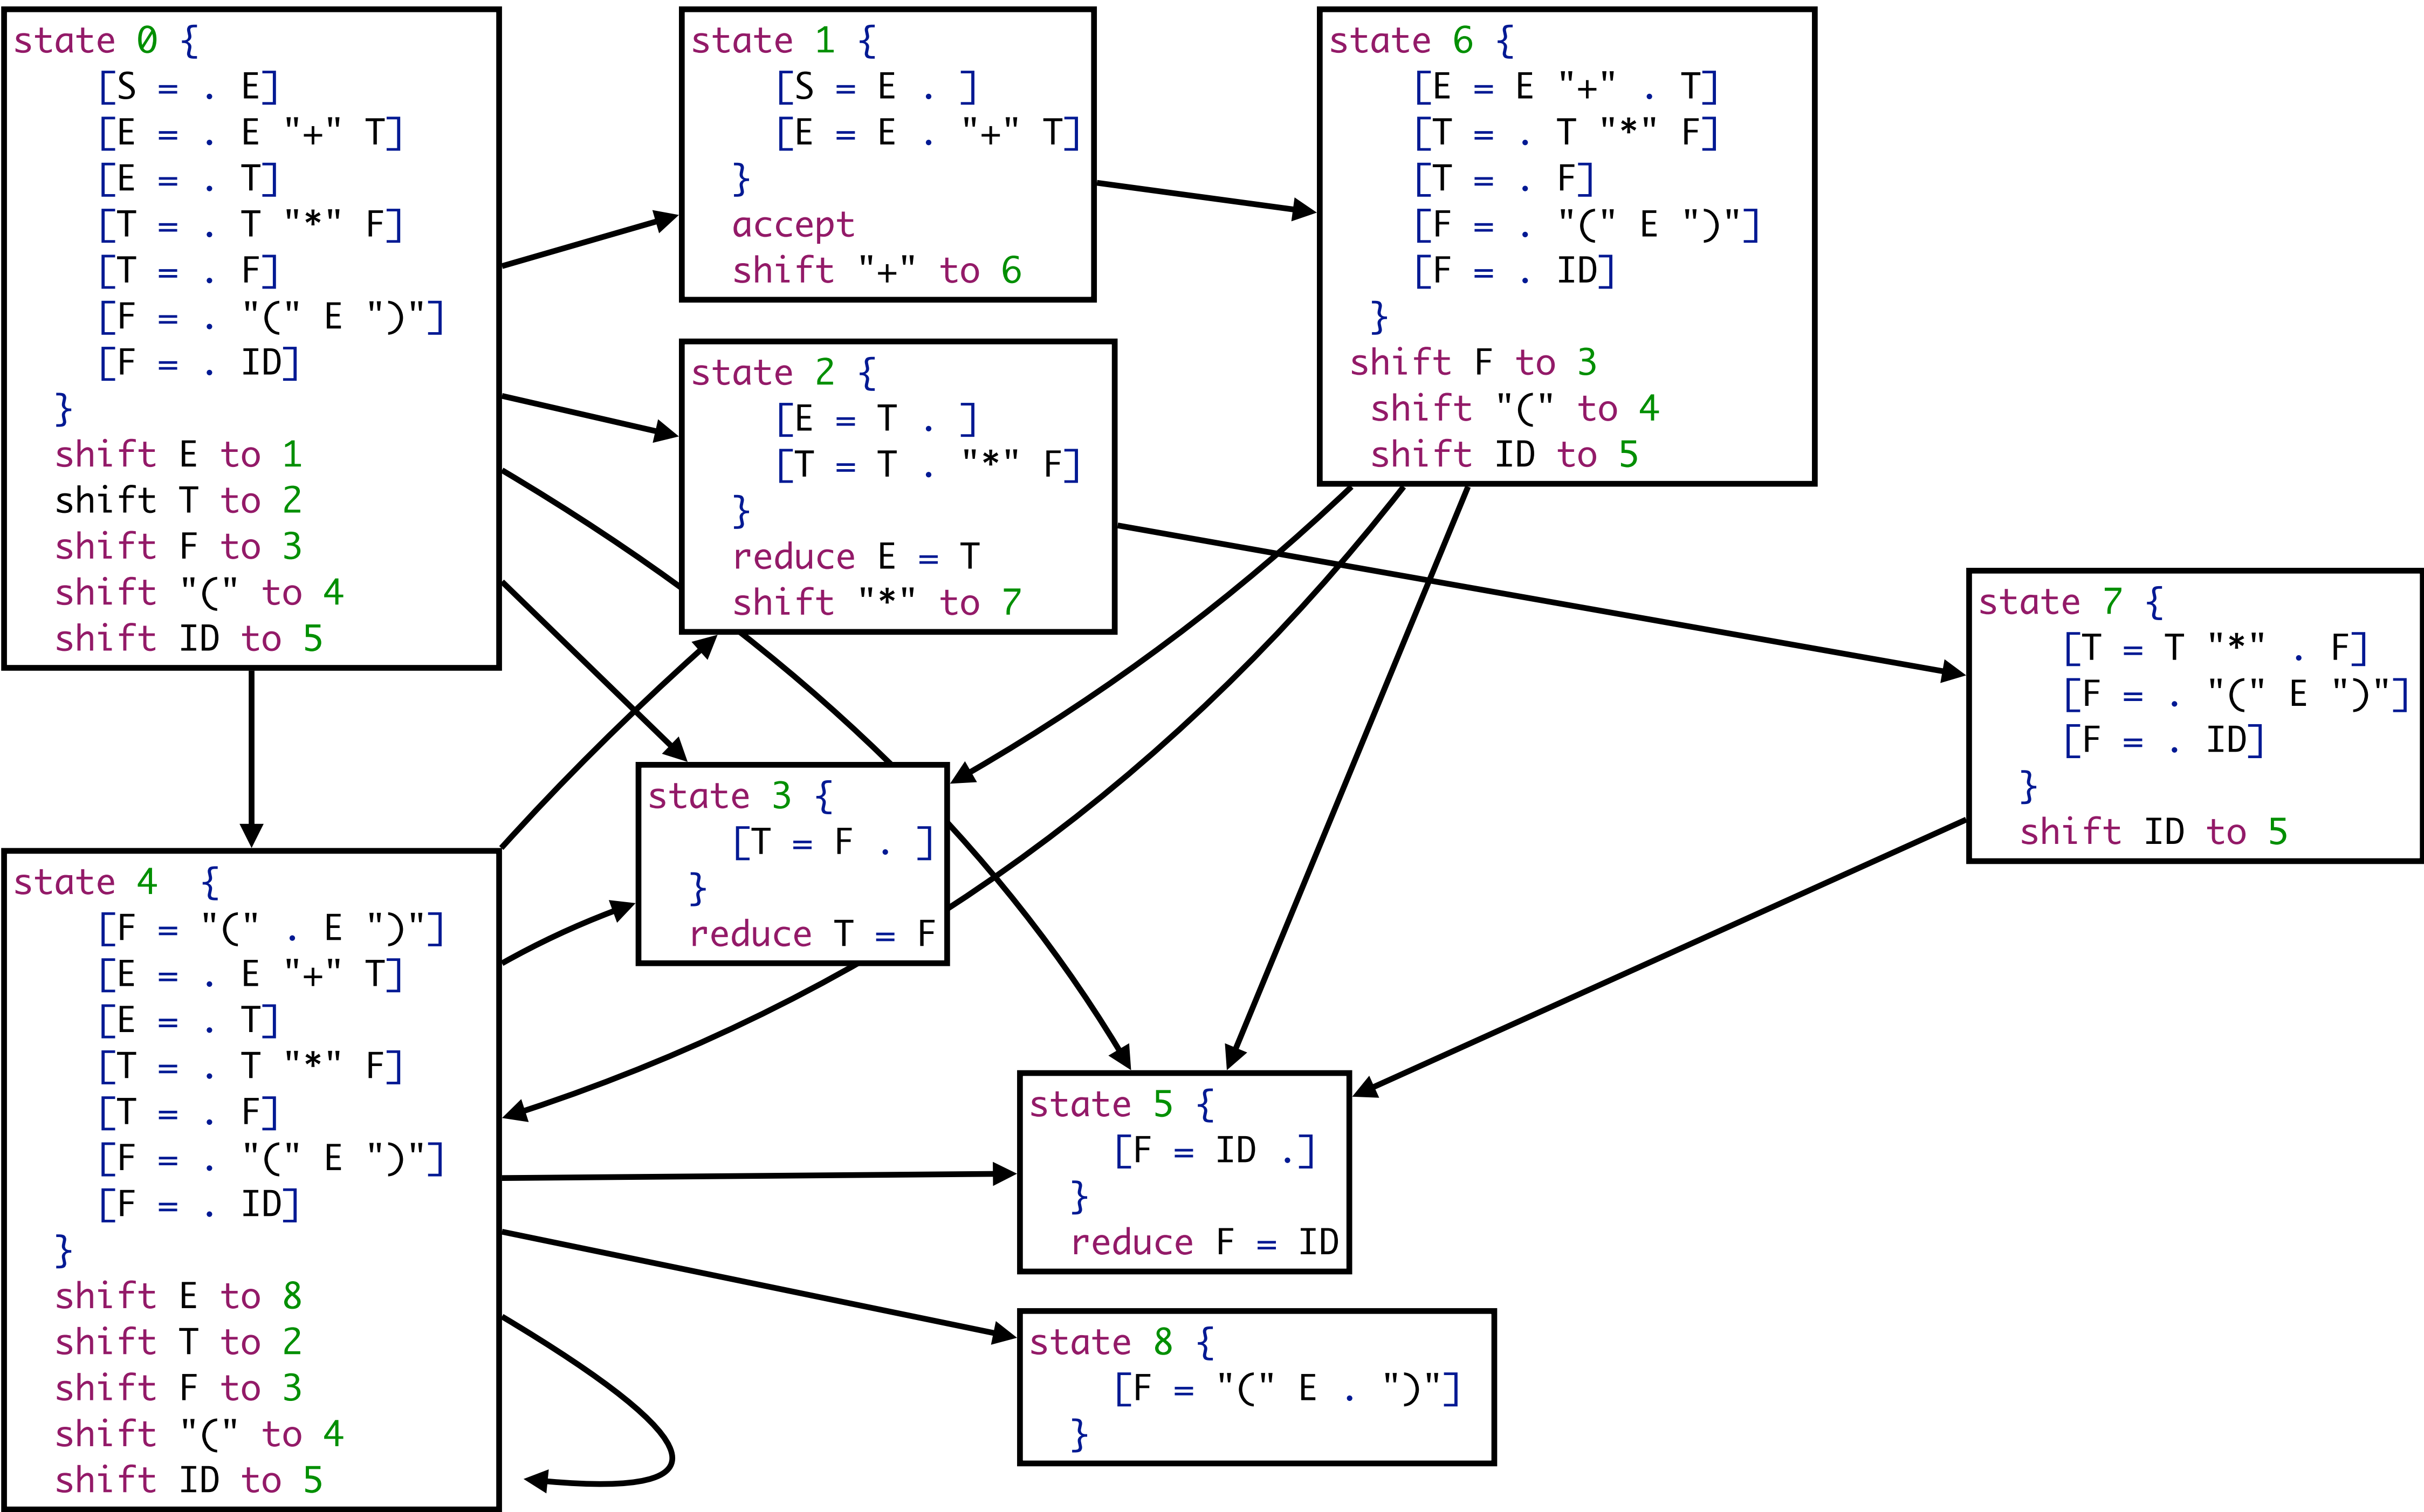 state 0 {
[S = . E]
[E = . E "+" T]
[E = . T]
[T = . T "*" F]
[T = . F]
[F = . "(" E ")"]
[F = . ID]
}
shift E to 1
shift T to 2
shift F to 3
shift "(" to 4
shift ID to 5
state 1 {
[S = E . ]
[E = E . "+" T]
}
accept
shift "+" to 6
state 6 {
[E = E "+" . T]
[T = . T "*" F]
[T = . F]
[F = . "(" E ")"]
[F = . ID]
}
shift F to 3
shift "(" to 4
shift ID to 5
state 2 {
[E = T . ]
[T = T . "*" F]
}
reduce E = T
shift "*" to 7
state 7 {
[T = T "*" . F]
[F = . "(" E ")"]
[F = . ID]
}
shift ID to 5
state 3 {
[T = F . ]
}
reduce T = F
state 4 {
[F = "(" . E ")"]
[E = . E "+" T]
[E = . T]
[T = . T "*" F]
[T = . F]
[F = . "(" E ")"]
[F = . ID]
}
shift E to 8
shift T to 2
shift F to 3
shift "(" to 4
shift ID to 5
state 5 {
[F = ID .]
}
reduce F = ID
state 8 {
[F = "(" E . ")"]
}